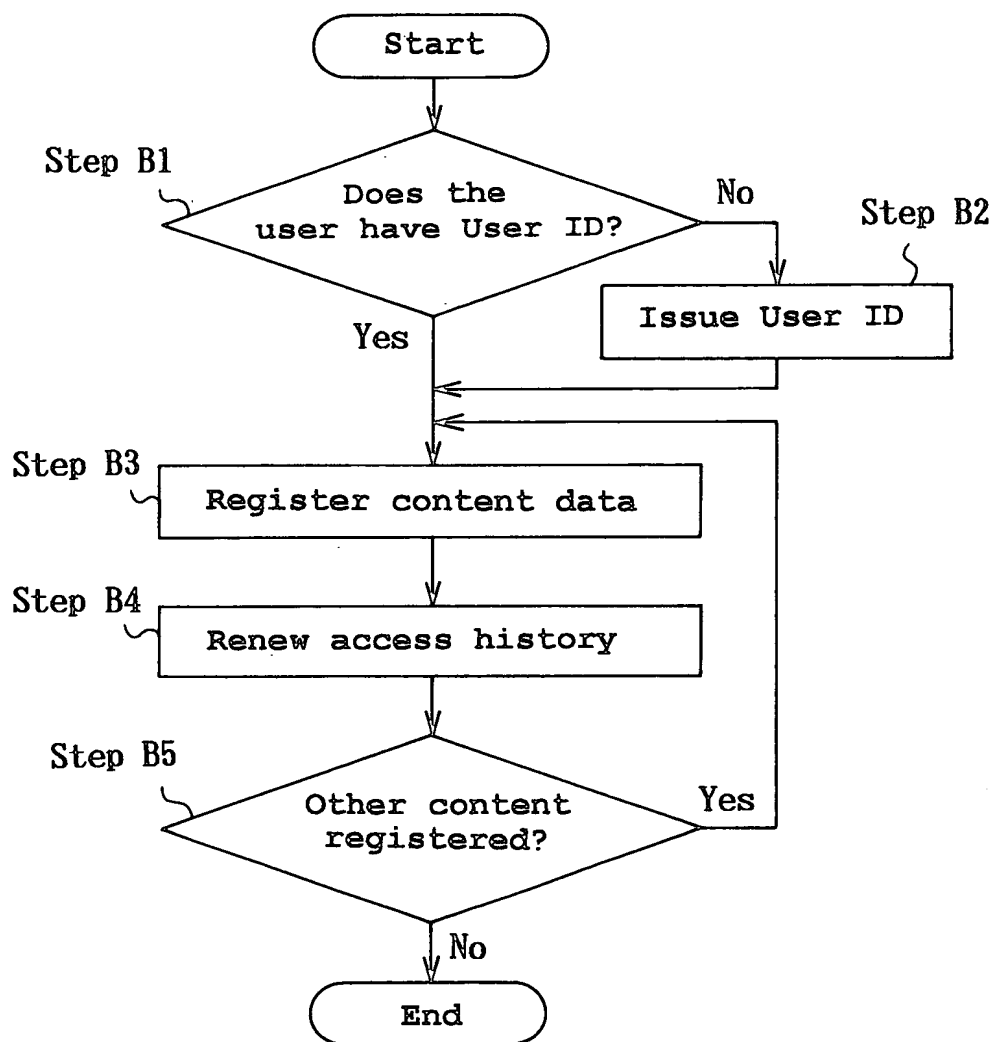 Start
Step B1
Does the
user have User ID?
No
Step B2
Issue User ID
Yes
Step B3
Register content data
Step B4
Renew access history
Step B5
Other content
registered?
Yes
No
End